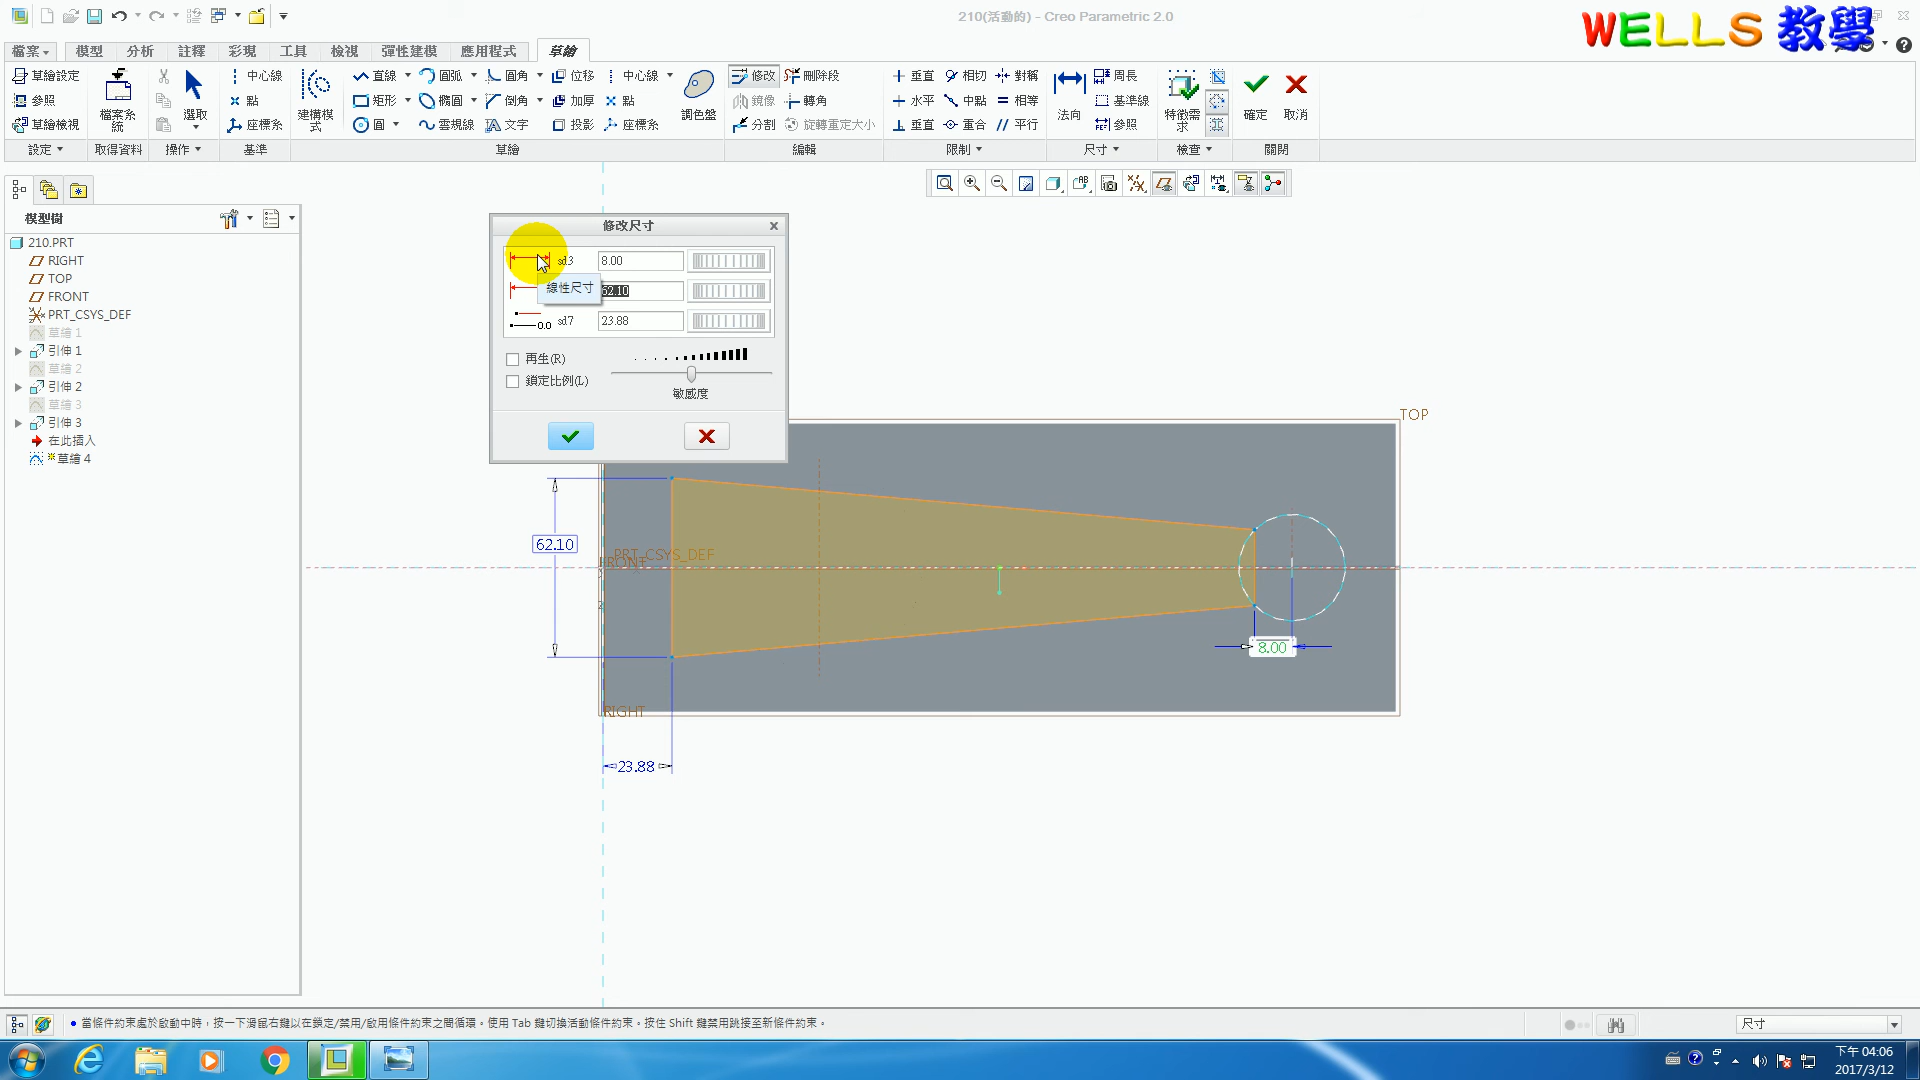 210(活動的) - Creo Parametric 2.0
WELLS 教學
檔案 模型 分析 註釋 彩現 工具 檢視 彈性建模 應用程式 草繪
草繪設定
參照
草繪檢視
檔案系統
選取
中心線
點
座標系
建構模式
直線 圓弧 圓角 位移 中心線
矩形 橢圓 倒角 加厚 點
圓 雲規線 文字 投影 座標系
調色盤
修改 刪除段
鏡像 轉角
分割 旋轉重定大小
垂直 相切 對稱
水平 中點 相等
垂直 重合 平行
法向
周長
基準線
參照
特徵需求
確定
取消
設定 取得資料 操作 基準 草繪 編輯 限制 尺寸 檢查 關閉
模型樹
210.PRT
RIGHT
TOP
FRONT
PRT_CSYS_DEF
草繪 1
引伸 1
草繪 2
引伸 2
草繪 3
引伸 3
在此插入
草繪 4
修改尺寸
sd3 8.00
線性尺寸
62.10
0.0 sd7 23.88
再生(R)
鎖定比例(L)
敏感度
TOP
62.10
PRT_CSYS_DEF
FRONT
8.00
RIGHT
23.88
當條件約束處於啟動中時，按一下滑鼠右鍵以在鎖定/禁用/啟用條件約束之間循環。使用 Tab 鍵切換活動條件約束。按住 Shift 鍵禁用跳接至新條件約束。
尺寸
下午 04:06
2017/3/12